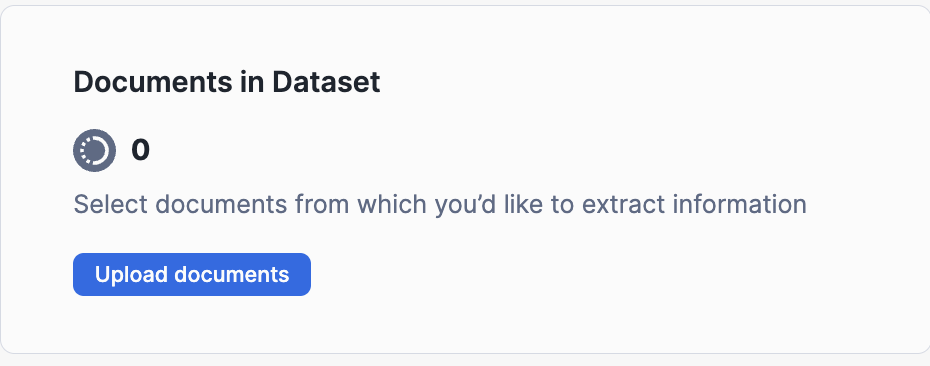 Documents in Dataset
0
Select documents from which you’d like to extract information
Upload documents